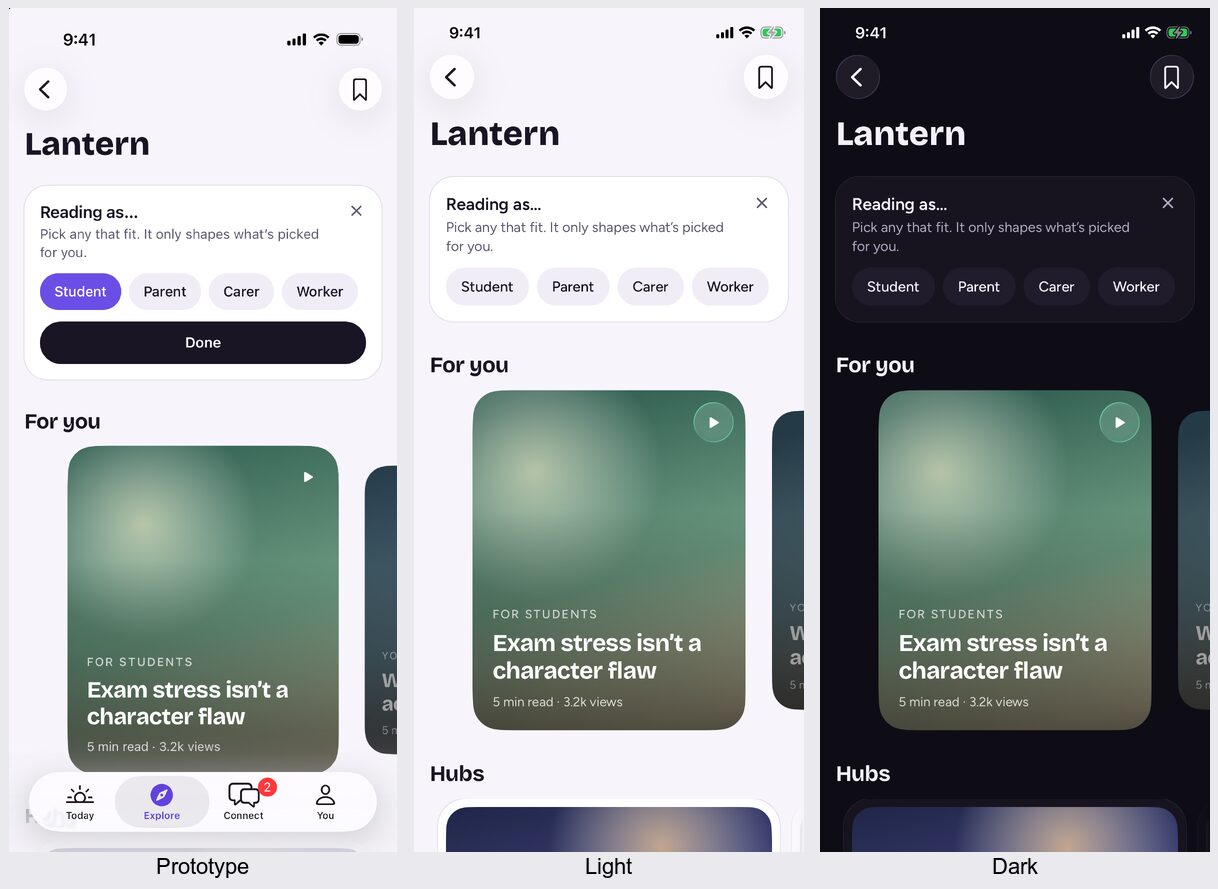 9:41
Lantern
Reading as...
Pick any that fit. It only shapes what's picked
for you.
Student Parent Carer Worker
Done
For you
FOR STUDENTS
Exam stress isn't a
character flaw
5 min read · 3.2k views
YO
5 m
Today Explore Connect 2 You
Prototype
9:41
Lantern
Reading as...
Pick any that fit. It only shapes what's picked
for you.
Student Parent Carer Worker
For you
FOR STUDENTS
Exam stress isn't a
character flaw
5 min read · 3.2k views
YO
5 m
Hubs
Light
9:41
Lantern
Reading as...
Pick any that fit. It only shapes what's picked
for you.
Student Parent Carer Worker
For you
FOR STUDENTS
Exam stress isn't a
character flaw
5 min read · 3.2k views
YO
5 m
Hubs
Dark